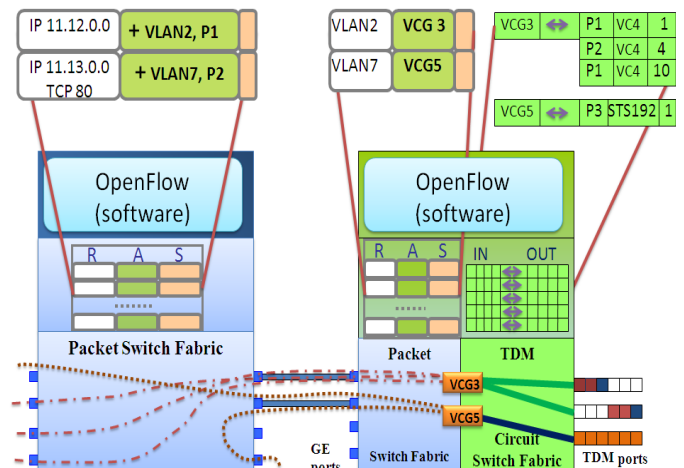 IP 11.12.0.0
+ VLAN2, P1
IP 11.13.0.0
TCP 80
+ VLAN7, P2
VLAN2
VCG 3
VLAN7
VCG5
VCG3
P1
VC4
1
P2
VC4
4
P1
VC4
10
VCG5
P3
STS192
1
OpenFlow
(software)
R A S
Packet Switch Fabric
OpenFlow
(software)
R A S
IN OUT
Packet
TDM
VCG3
VCG5
GE
ports
Switch Fabric
Circuit
Switch Fabric
TDM ports